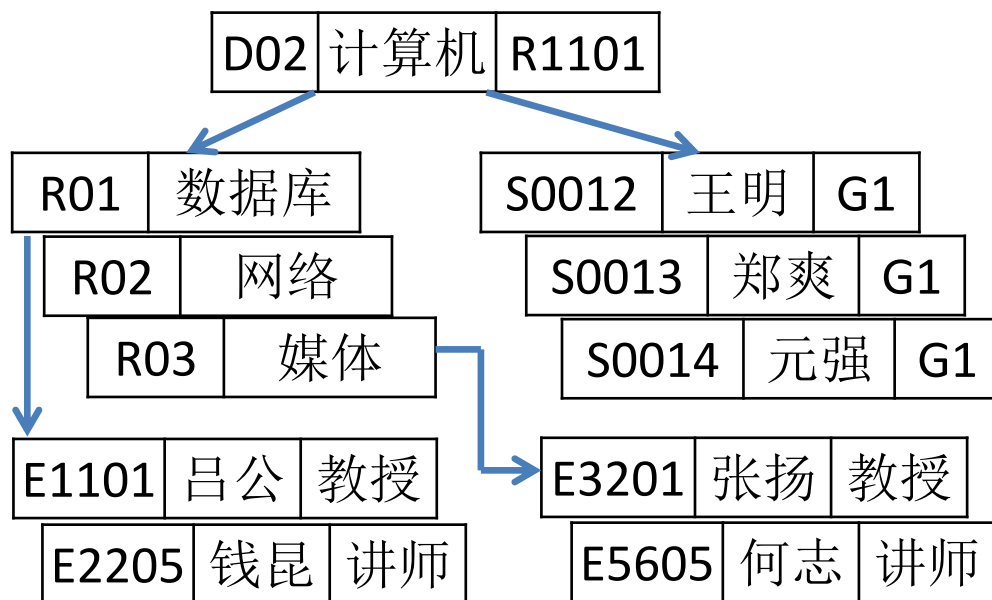 D02 计算机 R1101
R01 数据库
R02 网络
R03 媒体
S0012 王明 G1
S0013 郑爽 G1
S0014 元强 G1
E1101 吕公 教授
E2205 钱昆 讲师
E3201 张扬 教授
E5605 何志 讲师